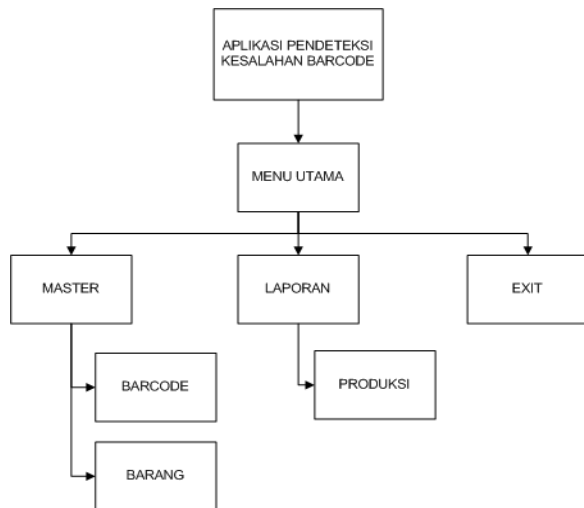 APLIKASI PENDETEKSI
KESALAHAN BARCODE
MENU UTAMA
MASTER
LAPORAN
EXIT
BARCODE
PRODUKSI
BARANG